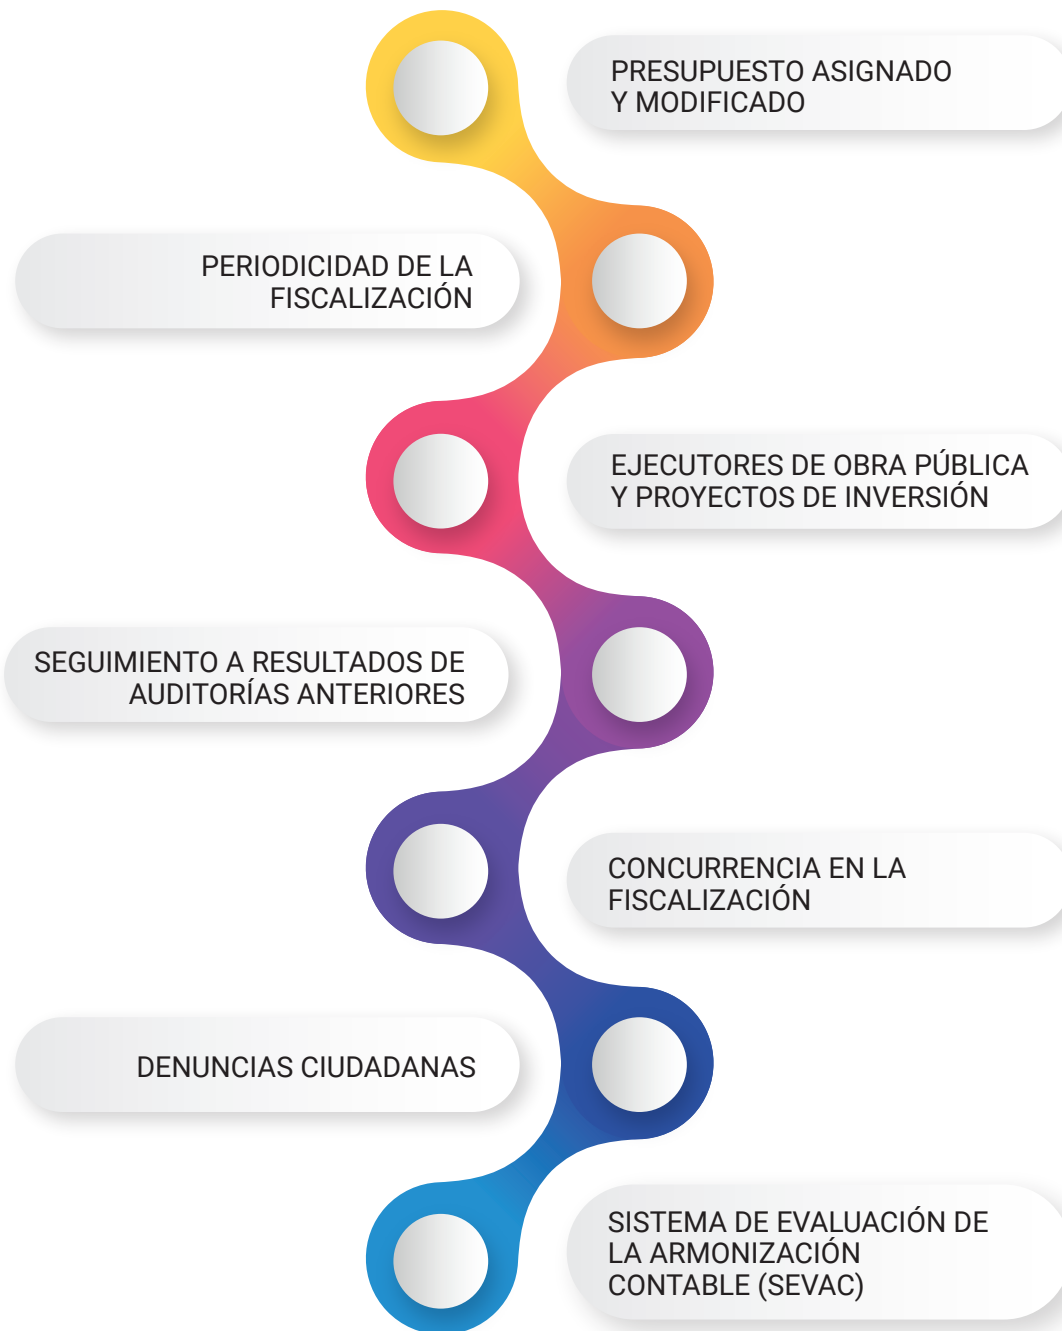 PRESUPUESTO ASIGNADO
Y MODIFICADO
PERIODICIDAD DE LA
FISCALIZACIÓN
EJECUTORES DE OBRA PÚBLICA
Y PROYECTOS DE INVERSIÓN
SEGUIMIENTO A RESULTADOS DE
AUDITORÍAS ANTERIORES
CONCURRENCIA EN LA
FISCALIZACIÓN
DENUNCIAS CIUDADANAS
SISTEMA DE EVALUACIÓN DE
LA ARMONIZACIÓN
CONTABLE (SEVAC)